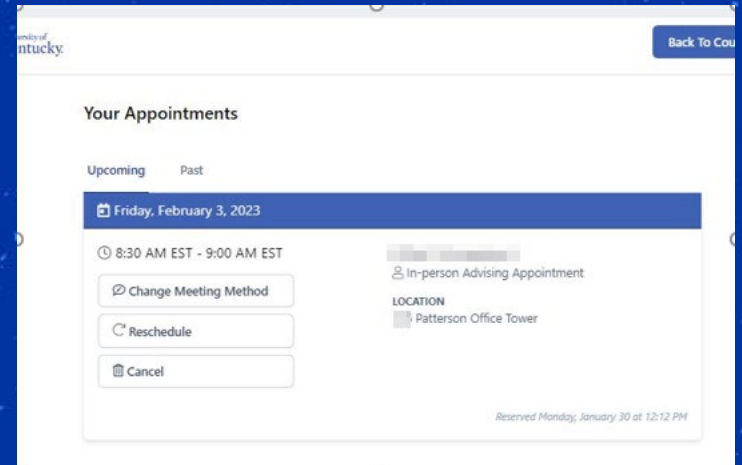 ntucky
Back To Cou
Your Appointments
Upcoming Past
Friday, February 3, 2023
8:30 AM EST - 9:00 AM EST
Change Meeting Method
Reschedule
Cancel
In-person Advising Appointment
LOCATION
Patterson Office Tower
Reserved Monday, January 30 at 12:12 PM